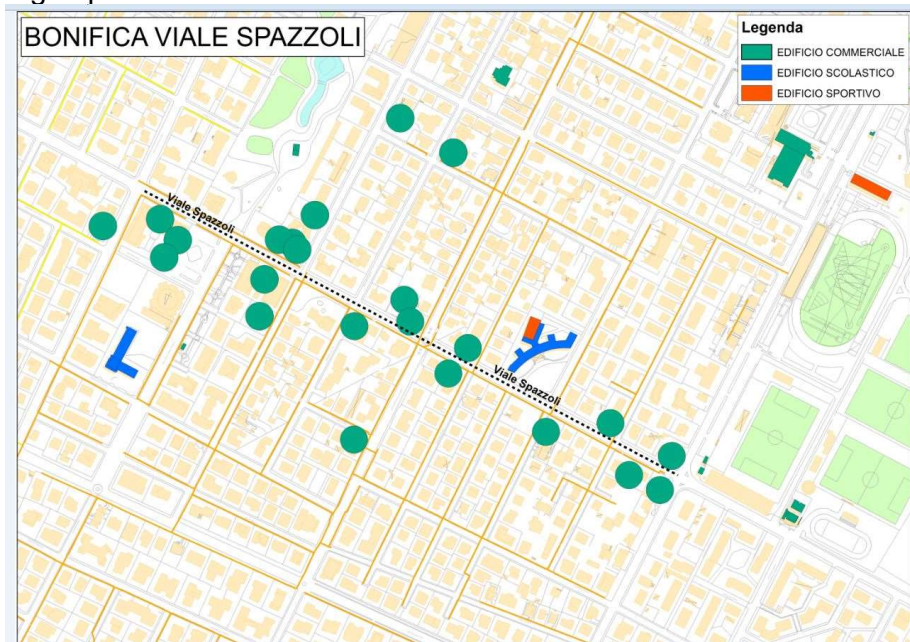 BONIFICA VIALE SPAZZOLI
Legenda
EDIFICIO COMMERCIALE
EDIFICIO SCOLASTICO
EDIFICIO SPORTIVO
Viale Spazzoli
Viale Spazzoli